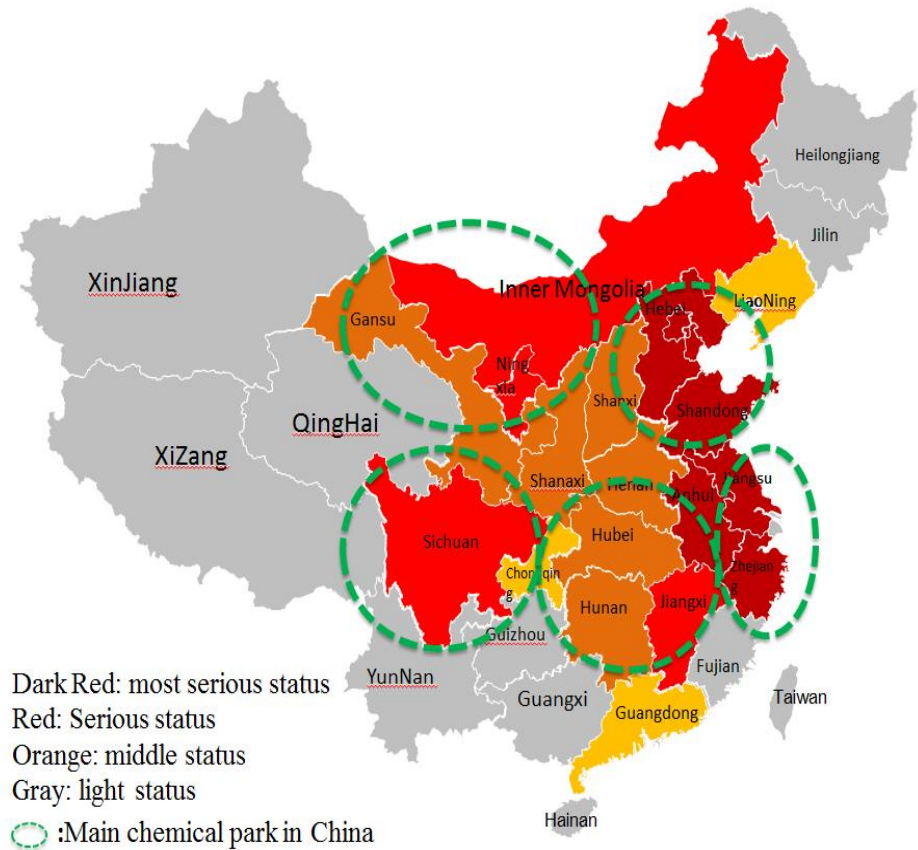 Heilongjiang
Jilin
XinJiang
Inner Mongolia
LiaoNing
Hebei
Gansu
Ning
xia
Shanxi
Shandong
QingHai
XiZang
Shanaxi
Henan
Jiangsu
Anhui
Sichuan
Hubei
Chongqin
g
Zhejian
g
Hunan
Jiangxi
Guizhou
Fujian
YunNan
Guangxi
Guangdong
Taiwan
Hainan
Dark Red: most serious status
Red: Serious status
Orange: middle status
Gray: light status
:Main chemical park in China